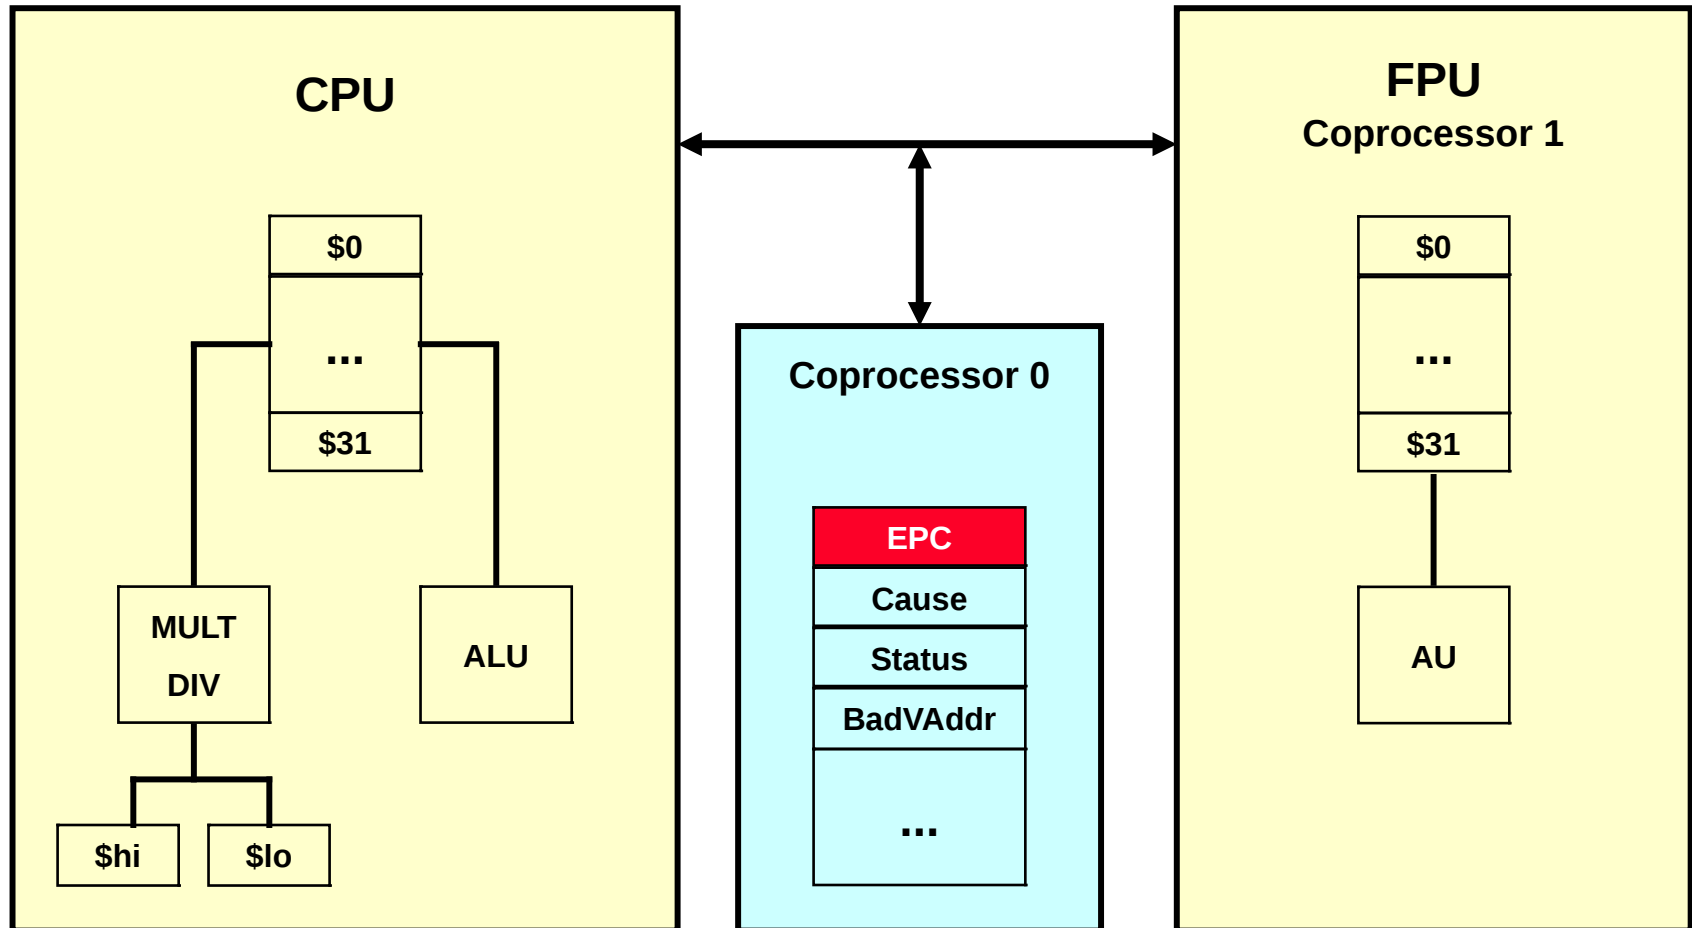 CPU
$0
...
$31
MULT
DIV
ALU
$hi
$lo
Coprocessor 0
EPC
Cause
Status
BadVAddr
...
FPU
Coprocessor 1
$0
...
$31
AU